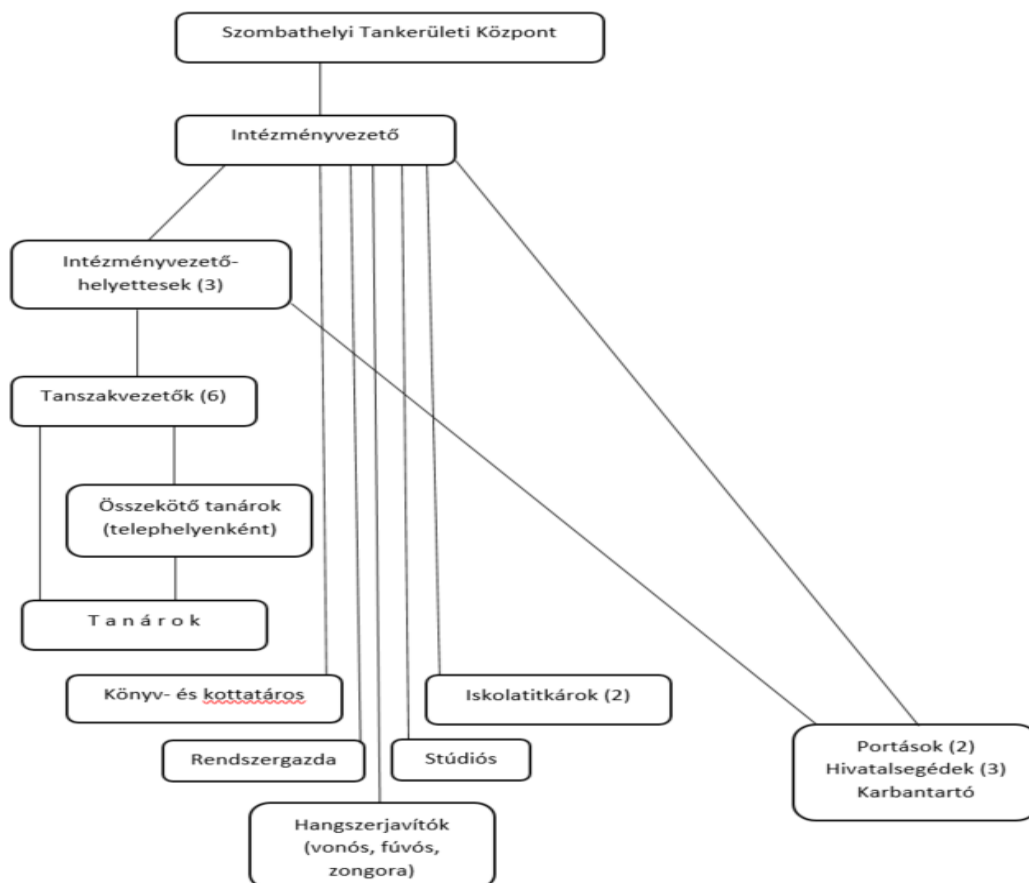 Szombathelyi Tankerületi Központ
Intézményvezető
Intézményvezető-
helyettesek (3)
Tanszakvezetők (6)
Összekötő tanárok
(telephelyenként)
T a n á r o k
Könyv- és kottatáros
Iskolatitkárok (2)
Rendszergazda
Stúdiós
Portások (2)
Hivatalsegédek (3)
Karbantartó
Hangszerjavítók
(vonós, fúvós,
zongora)